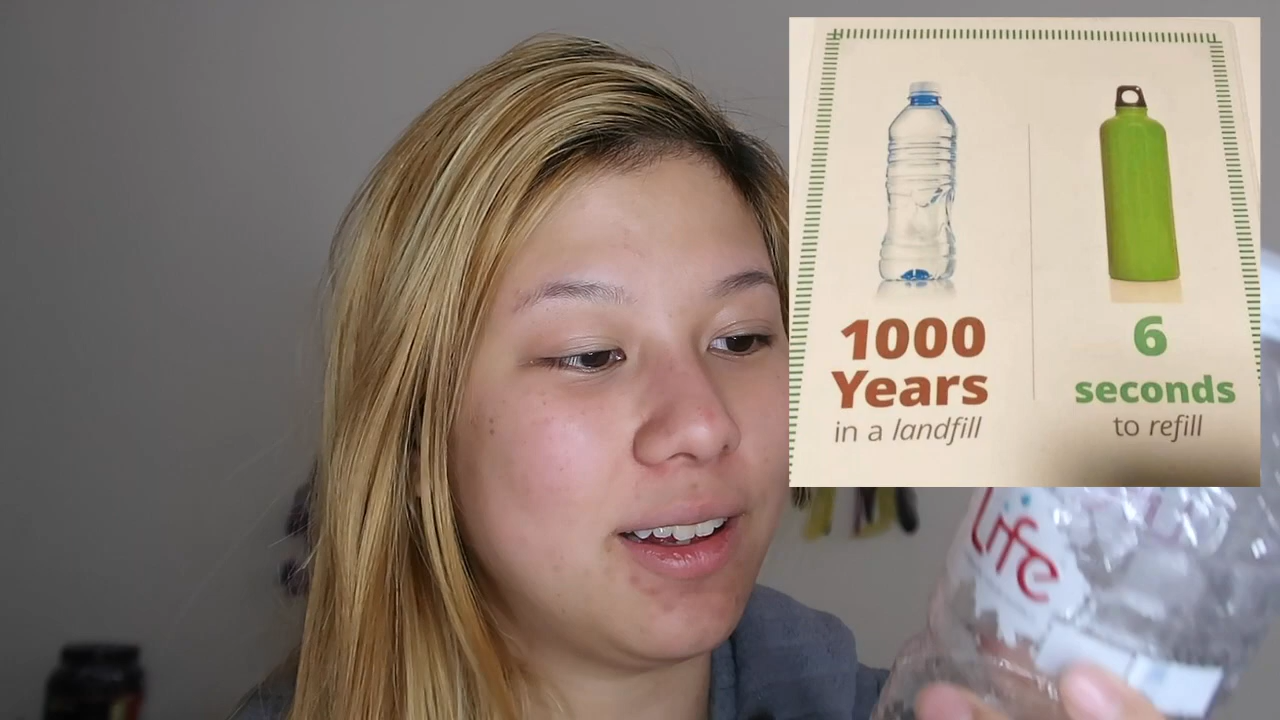 1000
Years
in a landfill
6
seconds
to refill
Life